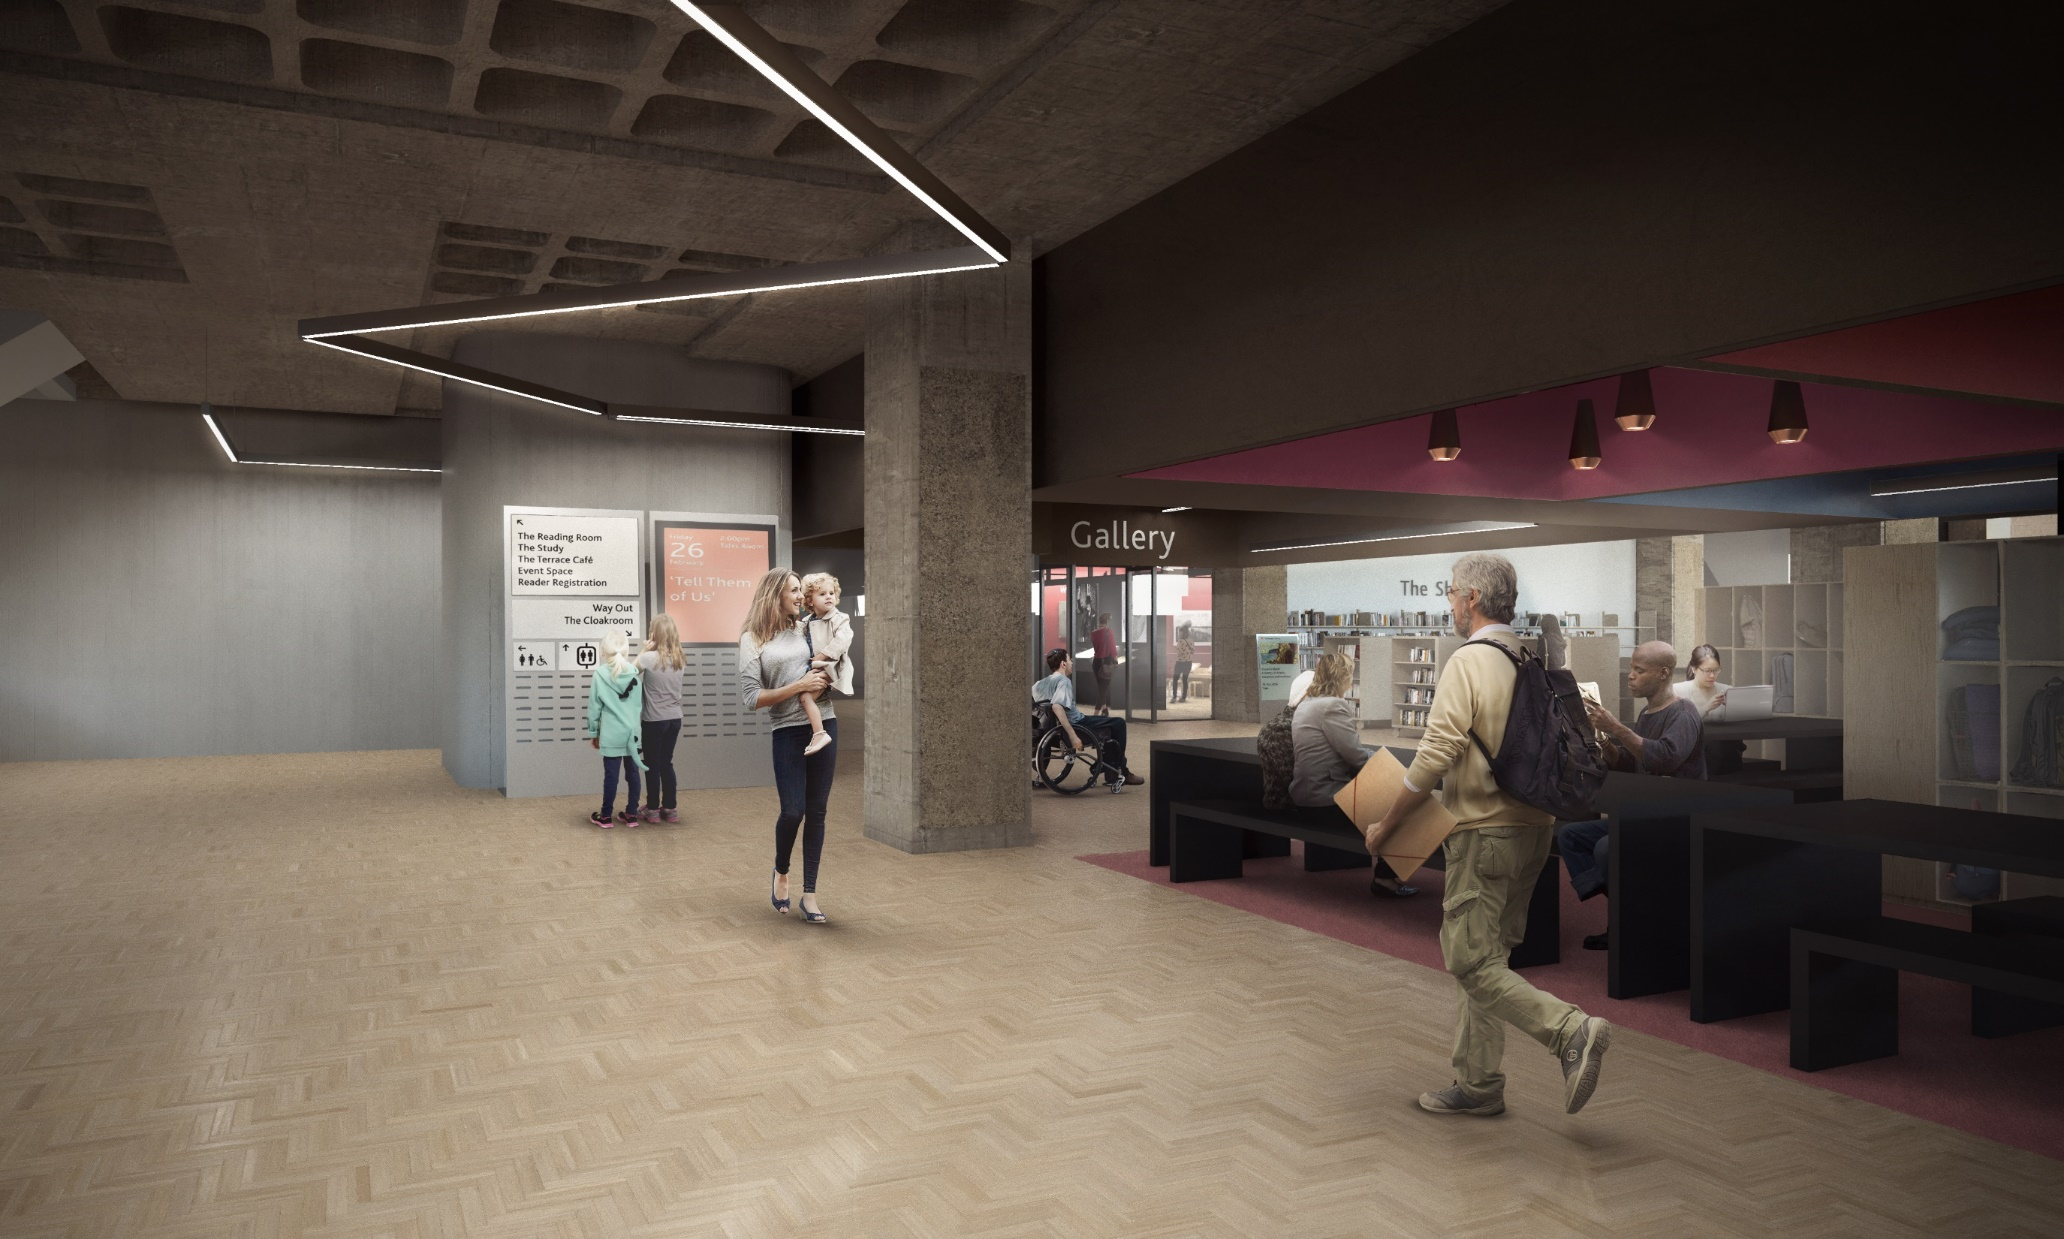 The Reading Room
The Study
The Terrace Café
Event Space
Reader Registration
Way Out
The Cloakroom
26
'Tell Them
of Us'
Gallery
The